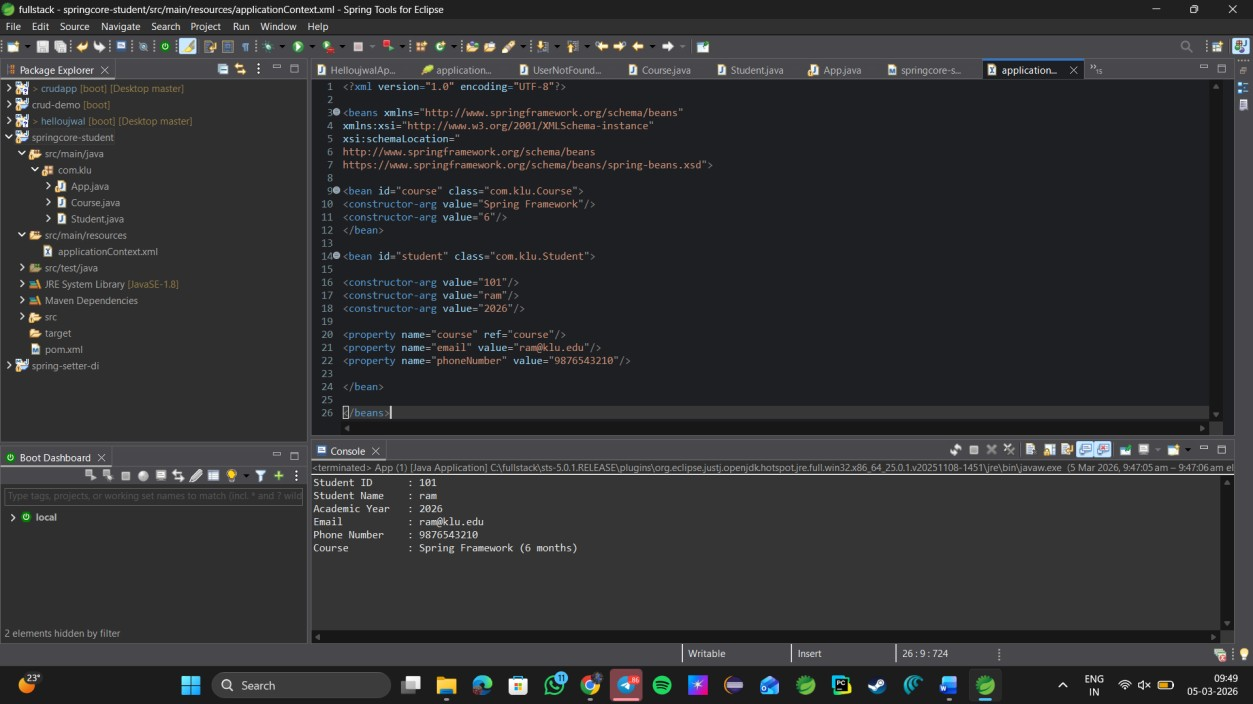 fullstack - springcore-student/src/main/resources/applicationContext.xml - Spring Tools for Eclipse
File Edit Source Navigate Search Project Run Window Help
Package Explorer
> crudapp [boot] [Desktop master]
crud-demo [boot]
> helloujwal [boot] [Desktop master]
springcore-student
src/main/java
com.klu
App.java
Course.java
Student.java
src/main/resources
applicationContext.xml
src/test/java
JRE System Library [JavaSE-1.8]
Maven Dependencies
src
target
pom.xml
spring-setter-di
HelloujwalAp... application... UserNotFound... Course.java Student.java App.java springcore-s... application... »15
1 <?xml version="1.0" encoding="UTF-8"?>
2
3 <beans xmlns="http://www.springframework.org/schema/beans"
4 xmlns:xsi="http://www.w3.org/2001/XMLSchema-instance"
5 xsi:schemaLocation="
6 http://www.springframework.org/schema/beans
7 https://www.springframework.org/schema/beans/spring-beans.xsd">
8
9 <bean id="course" class="com.klu.Course">
10 <constructor-arg value="Spring Framework"/>
11 <constructor-arg value="6"/>
12 </bean>
13
14 <bean id="student" class="com.klu.Student">
15
16 <constructor-arg value="101"/>
17 <constructor-arg value="ram"/>
18 <constructor-arg value="2026"/>
19
20 <property name="course" ref="course"/>
21 <property name="email" value="ram@klu.edu"/>
22 <property name="phoneNumber" value="9876543210"/>
23
24 </bean>
25
26 </beans>
Boot Dashboard
Type tags, projects, or working set names to match (incl. * and ? wild
local
2 elements hidden by filter
Console
<terminated> App (1) [Java Application] C:\fullstack\sts-5.0.1.RELEASE\plugins\org.eclipse.justj.openjdk.hotspot.jre.full.win32.x86_64_25.0.1.v20251108-1451\jre\bin\javaw.exe (5 Mar 2026, 9:47:05 am – 9:47:06 am el
Student ID : 101
Student Name : ram
Academic Year : 2026
Email : ram@klu.edu
Phone Number : 9876543210
Course : Spring Framework (6 months)
Writable Insert 26 : 9 : 724
23°
Search
11
86
PC
ENG
IN
09:49
05-03-2026